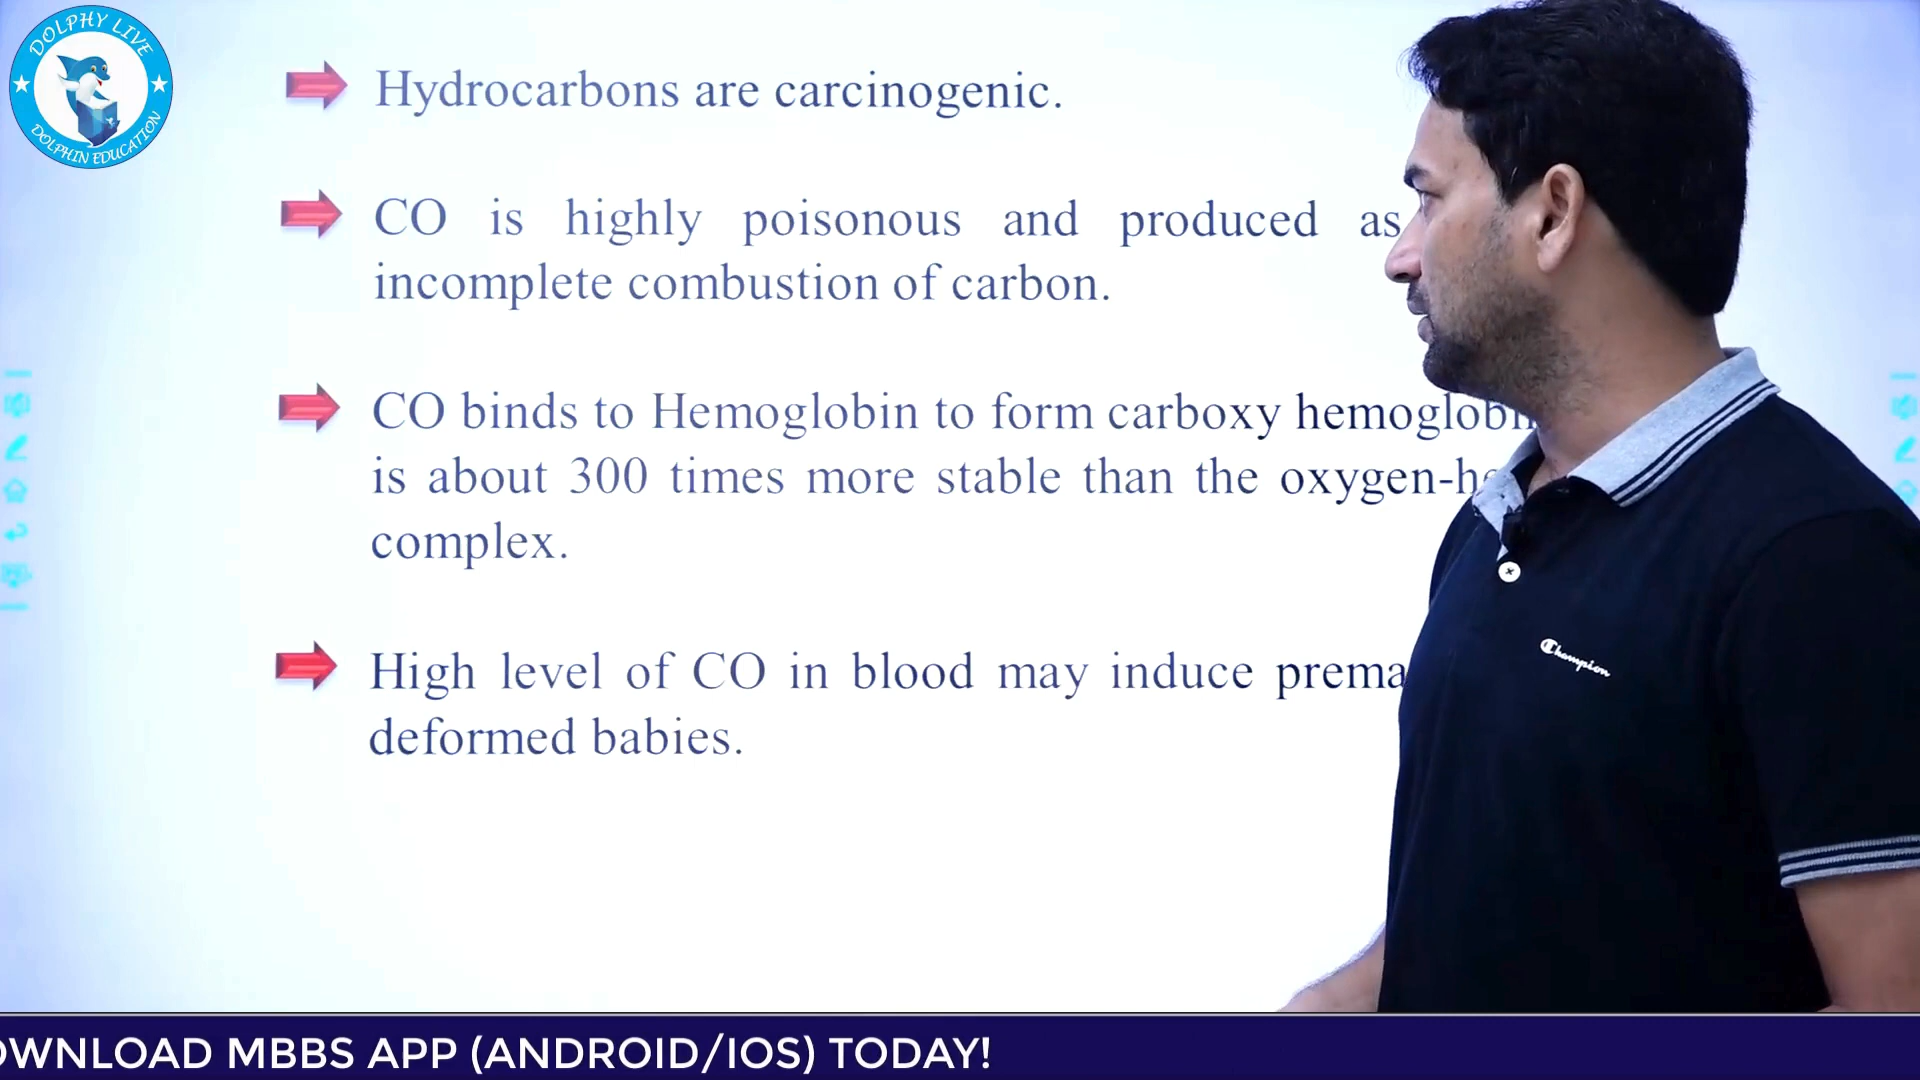 DOLPHY LIVE
DOLPHIN EDUCATION
Hydrocarbons are carcinogenic.
CO is highly poisonous and produced as
incomplete combustion of carbon.
CO binds to Hemoglobin to form carboxy
is about 300 times more stable than the
complex.
High level of CO in blood may induce
deformed babies.
Champion
MBBS APP (ANDROID/IOS) TODAY!